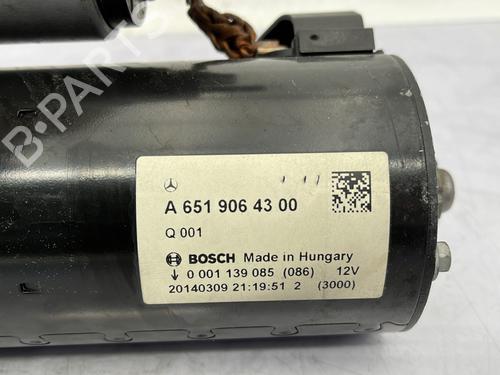 B-PARTS
A 651 906 43 00
Q 001
BOSCH Made in Hungary
↓ 0 001 139 085 (086) 12V
20140309 21:19:51 2 (3000)